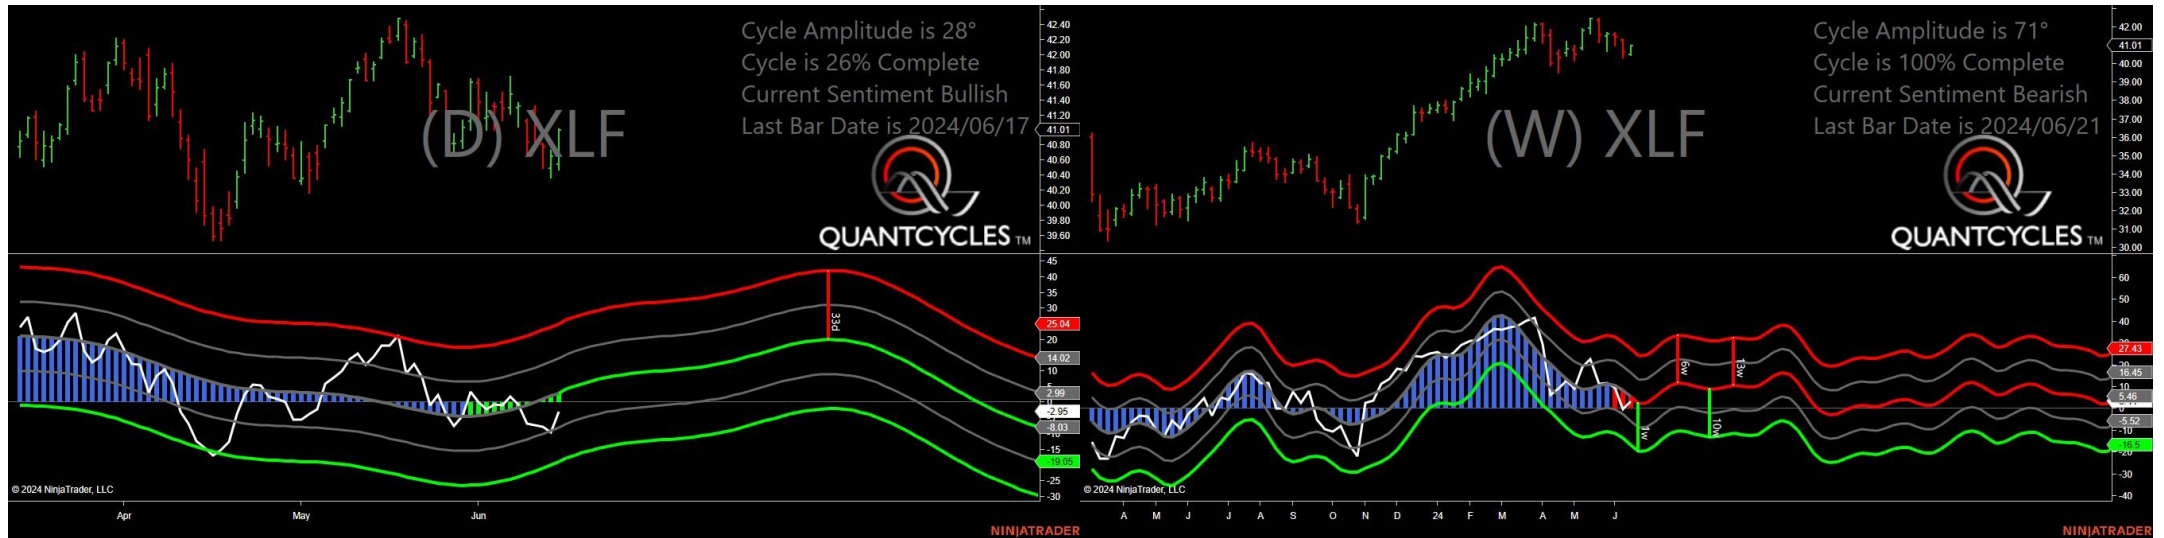 Cycle Amplitude is 28°
Cycle is 26% Complete
Current Sentiment Bullish
Last Bar Date is 2024/06/17
(D) XLF
QUANTCYCLES TM
42.40
42.20
42.00
41.80
41.60
41.40
41.20
41.01
40.80
40.60
40.40
40.20
40.00
39.80
39.60
33d
45
40
35
30
25.04
20
14.02
10
2.99
-2.95
-8.03
-15
-19.05
-25
-30
© 2024 NinjaTrader, LLC
Apr May Jun
NINJATRADER
Cycle Amplitude is 71°
Cycle is 100% Complete
Current Sentiment Bearish
Last Bar Date is 2024/06/21
(W) XLF
QUANTCYCLES TM
42.00
41.01
40.00
39.00
38.00
37.00
36.00
35.00
34.00
33.00
32.00
31.00
30.00
6w
13w
1w
10w
60
50
40
27.43
16.45
10
5.46
-5.52
-10
-16.5
-30
-40
© 2024 NinjaTrader, LLC
A M J J A S O N D 24 F M A M J
NINJATRADER